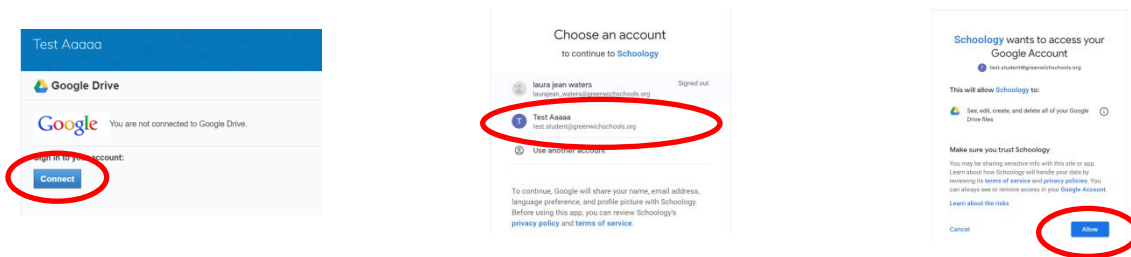 Test Aaaaa
Google Drive
Google You are not connected to Google Drive.
Sign in to your account:
Connect
Choose an account
to continue to Schoology
laura jean waters
Signed out
laurajean_waters@greenwichschools.org
T
Test Aaaaa
test.student@greenwichschools.org
Use another account
To continue, Google will share your name, email address,
language preference, and profile picture with Schoology.
Before using this app, you can review Schoology's
privacy policy and terms of service.
Schoology wants to access your
Google Account
T test.student@greenwichschools.org
This will allow Schoology to:
See, edit, create, and delete all of your Google
Drive files
Make sure you trust Schoology
You may be sharing sensitive info with this site or app.
Learn about how Schoology will handle your data by
reviewing its terms of service and privacy policies. You
can always see or remove access in your Google Account.
Learn about the risks
Cancel
Allow